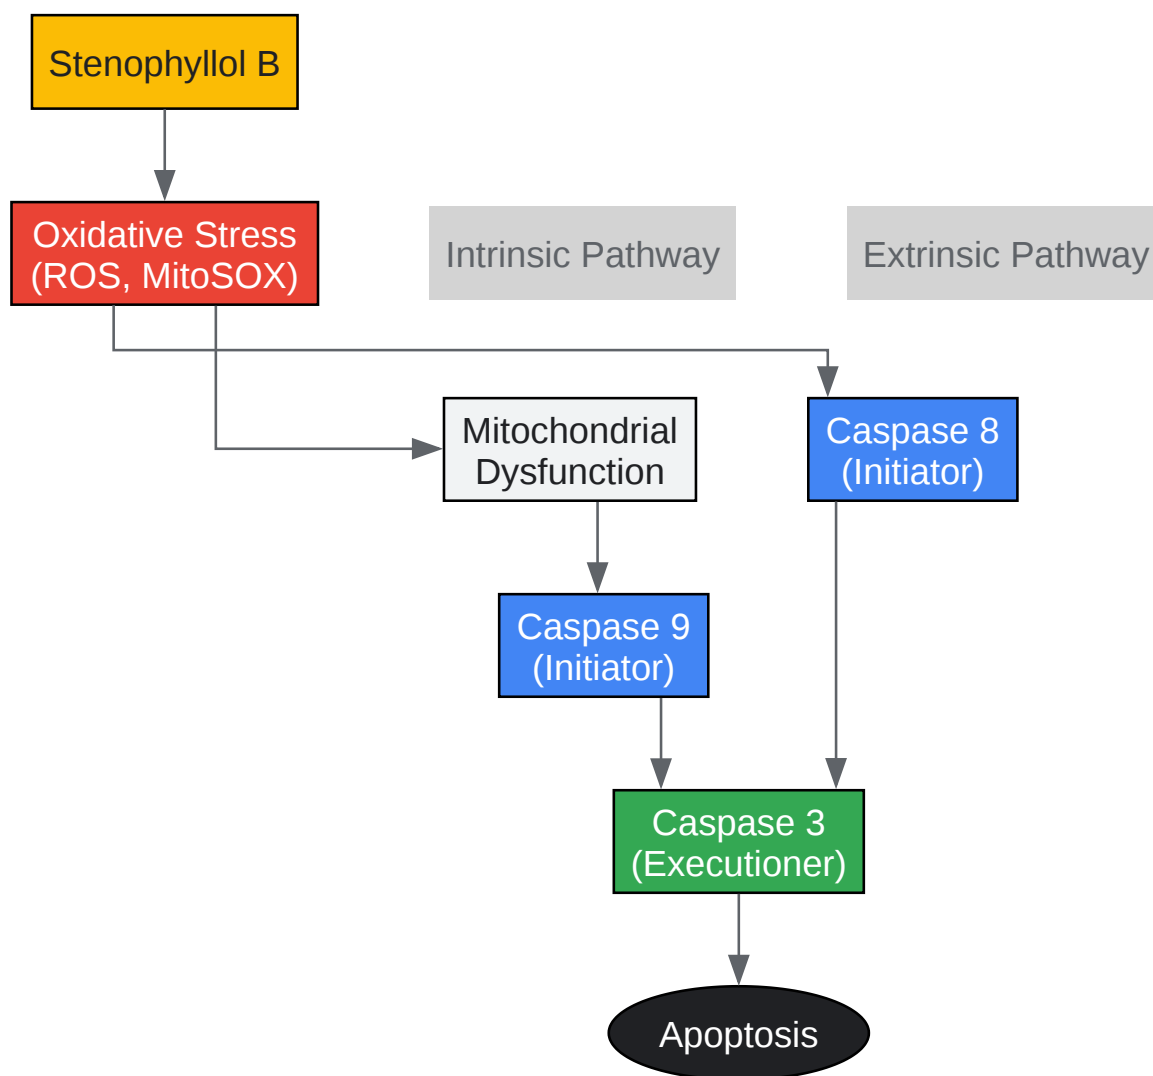 Stenophyllol B
Oxidative Stress
(ROS, MitoSOX)
Intrinsic Pathway
Extrinsic Pathway
Mitochondrial
Dysfunction
Caspase 8
(Initiator)
Caspase 9
(Initiator)
Caspase 3
(Executioner)
Apoptosis